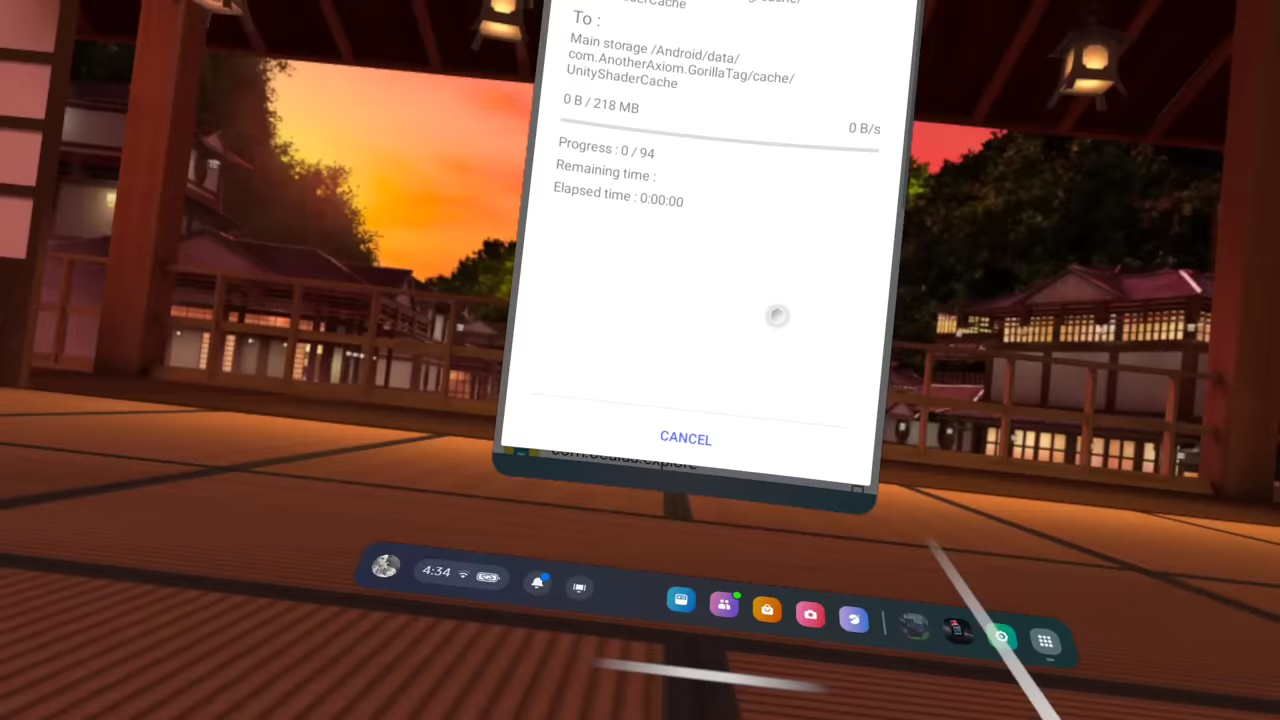 To :
Main storage /Android/data/
com.AnotherAxiom.GorillaTag/cache/
UnityShaderCache
0 B / 218 MB
0 B/s
Progress : 0 / 94
Remaining time :
Elapsed time : 0:00:00
CANCEL
4:34